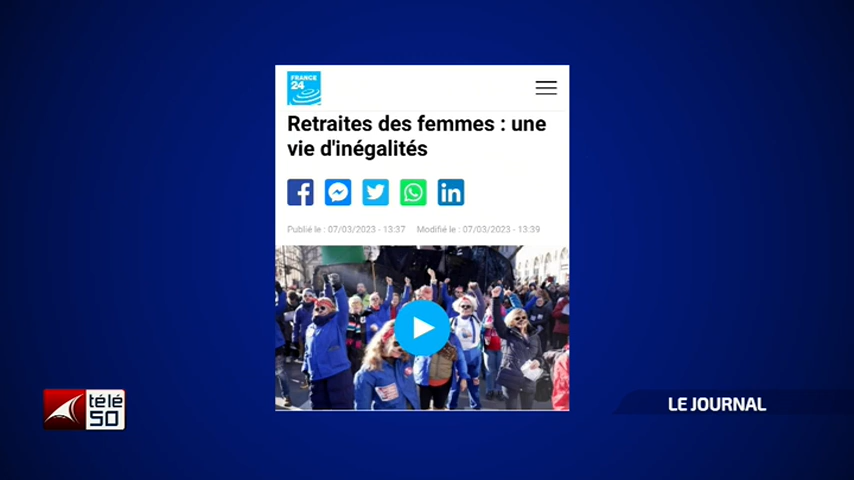 FRANCE
24
Retraites des femmes : une
vie d'inégalités
Publié le : 07/03/2023 - 13:37 Modifié le : 07/03/2023 - 13:39
télé
50
LE JOURNAL